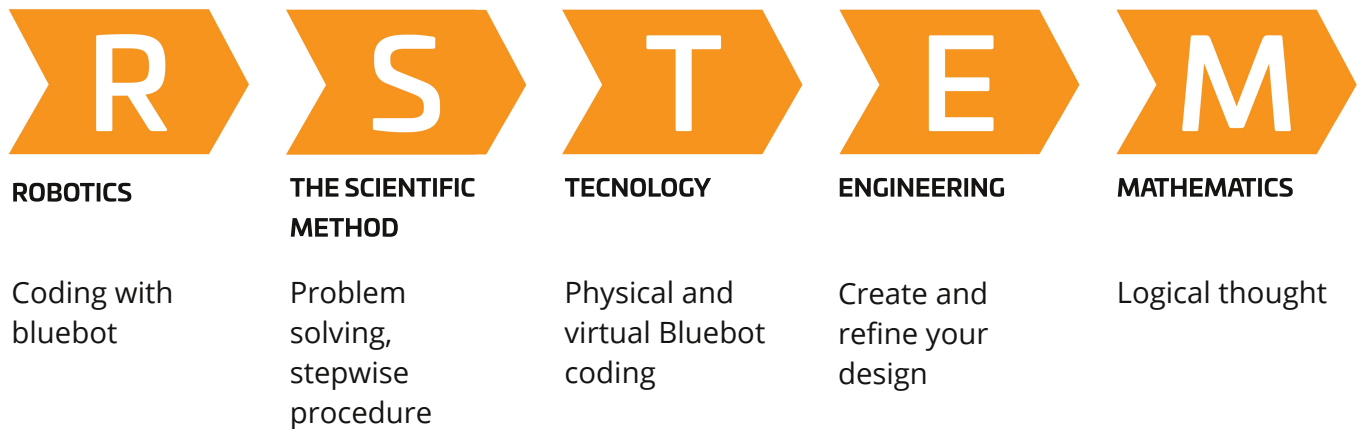 R
ROBOTICS
Coding with
bluebot
S
THE SCIENTIFIC
METHOD
Problem
solving,
stepwise
procedure
T
TECNOLOGY
Physical and
virtual Bluebot
coding
E
ENGINEERING
Create and
refine your
design
M
MATHEMATICS
Logical thought